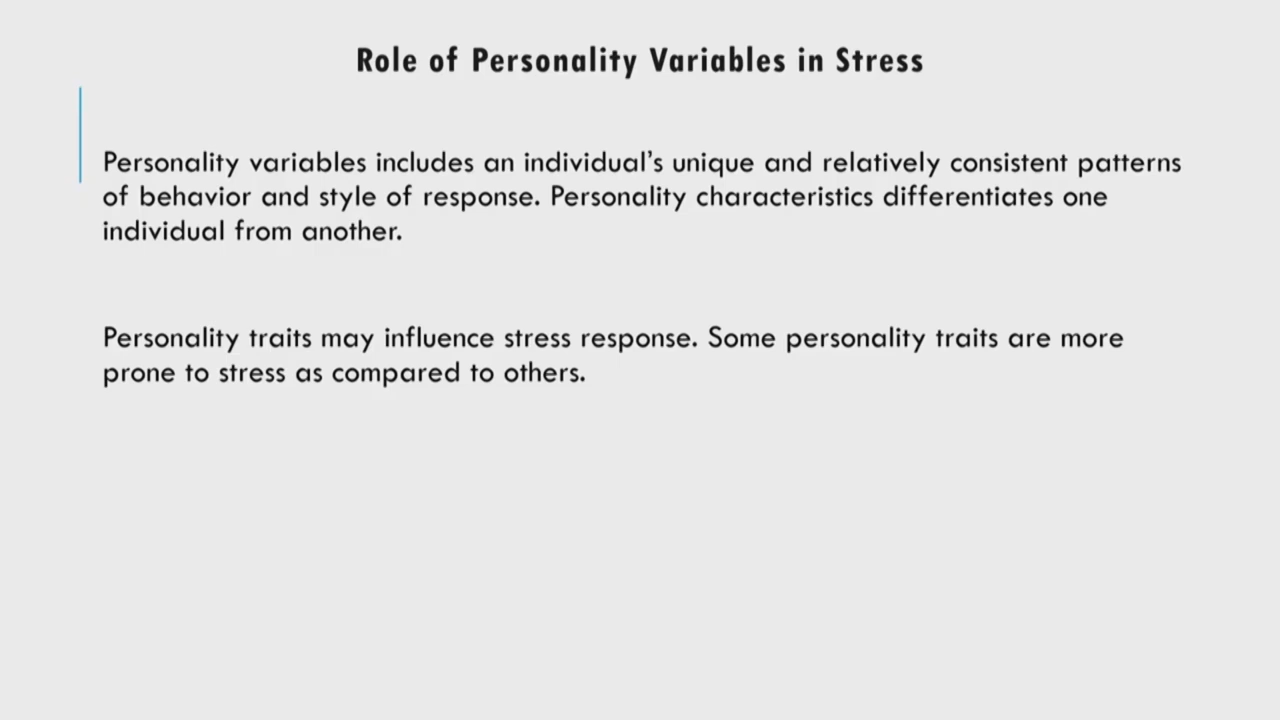 Role of Personality Variables in Stress
Personality variables includes an individual’s unique and relatively consistent patterns
of behavior and style of response. Personality characteristics differentiates one
individual from another.
Personality traits may influence stress response. Some personality traits are more
prone to stress as compared to others.